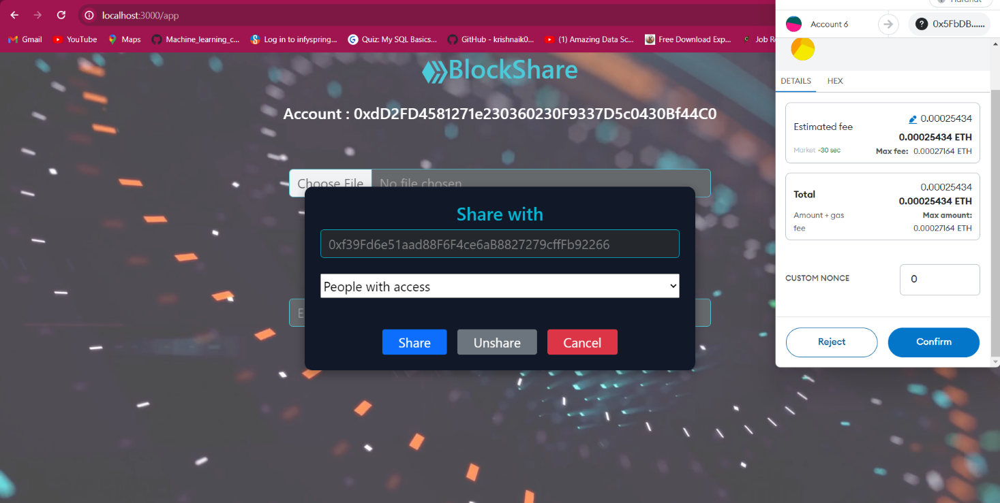 localhost:3000/app
Gmail YouTube Maps Machine_learning_c... Log in to infyspring... Quiz: My SQL Basics... GitHub - krishnaik0... (1) Amazing Data Sc... Free Download Exp... Job
BlockShare
Account : 0xdD2FD4581271e230360230F9337D5c0430Bf44C0
Choose File No file chosen
Share with
0xf39Fd6e51aad88F6F4ce6aB8827279cffFb92266
People with access
Share Unshare Cancel
Account 6 0x5FbDB......
DETAILS HEX
Estimated fee 0.00025434
0.00025434 ETH
Market ~30 sec Max fee: 0.00027164 ETH
Total 0.00025434
0.00025434 ETH
Amount + gas fee Max amount:
0.00027164 ETH
CUSTOM NONCE 0
Reject Confirm